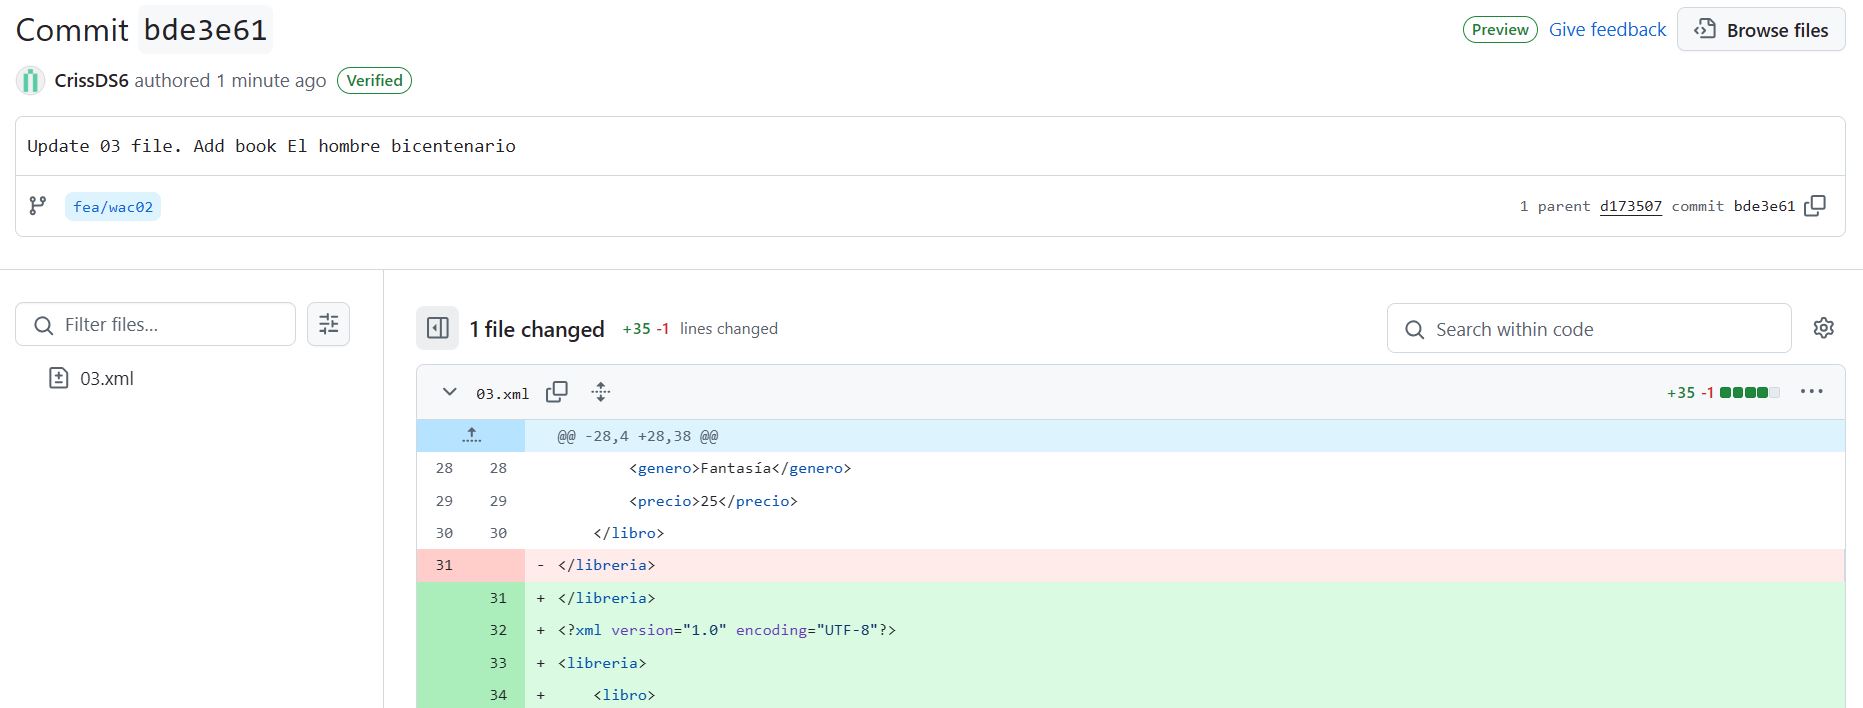 Commit bde3e61
Preview Give feedback Browse files
CrissDS6 authored 1 minute ago Verified
Update 03 file. Add book El hombre bicentenario
fea/wac02
1 parent d173507 commit bde3e61
Filter files...
03.xml
1 file changed +35 -1 lines changed
Search within code
03.xml
+35 -1
@@ -28,4 +28,38 @@
28 28 <genero>Fantasía</genero>
29 29 <precio>25</precio>
30 30 </libro>
31 - </libreria>
31 + </libreria>
32 + <?xml version="1.0" encoding="UTF-8"?>
33 + <libreria>
34 + <libro>